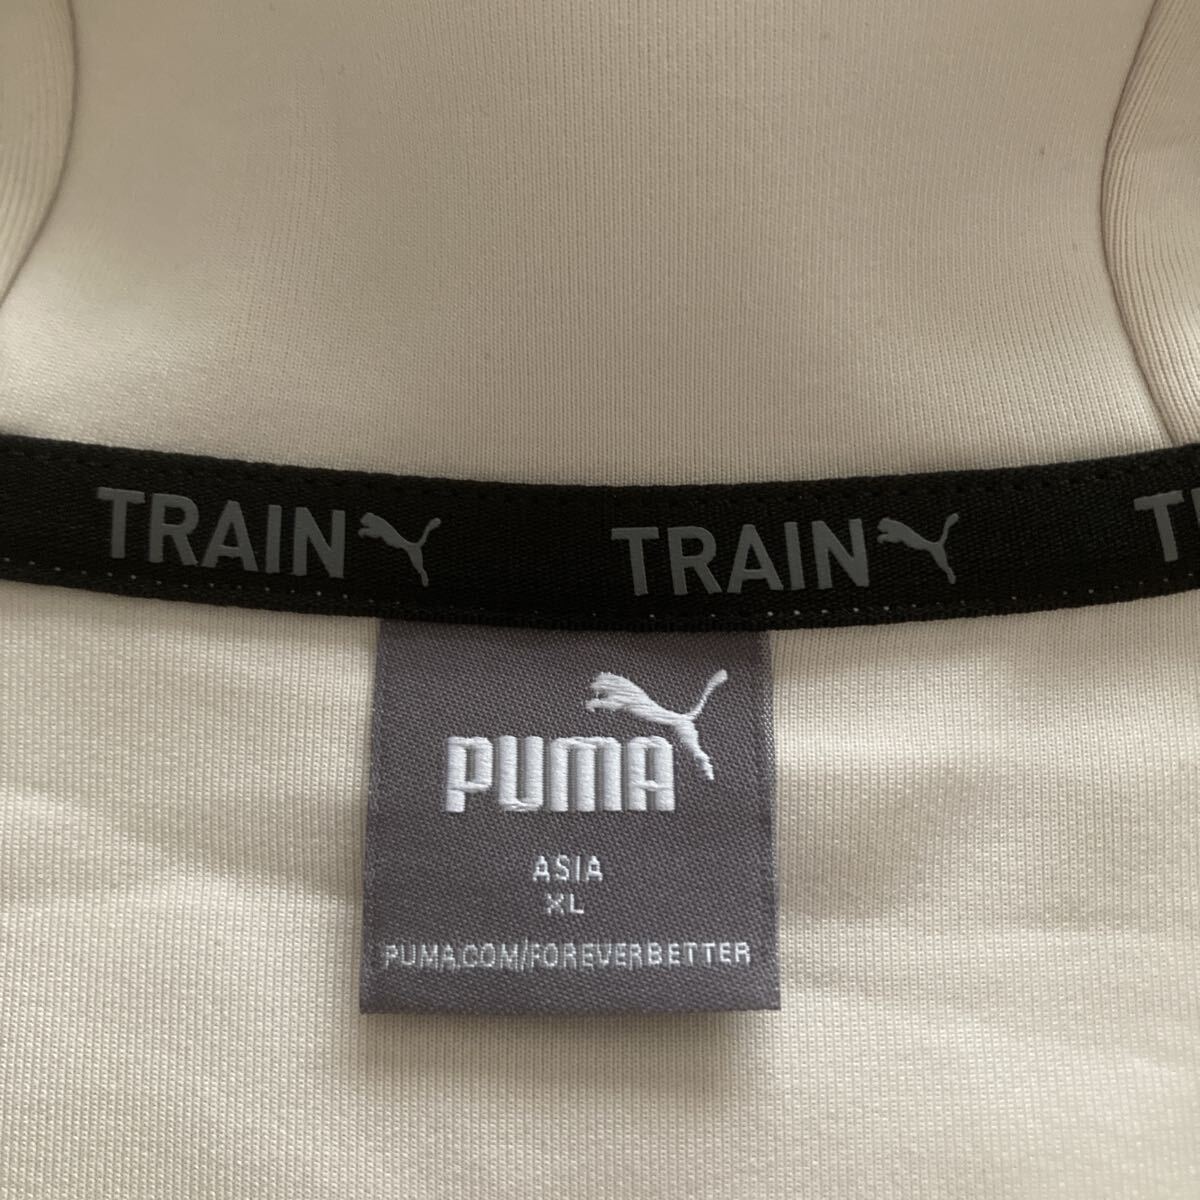 TRAIN TRAIN T
PUMA
ASIA
XL
PUMA.COM/FOREVERBETTER